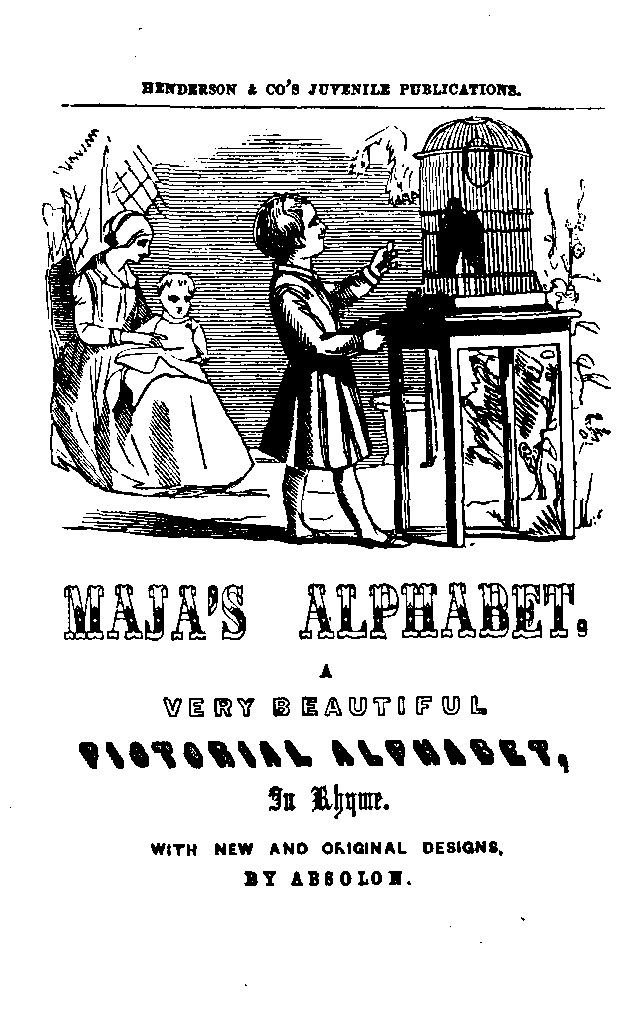 HENDERSON & CO'S JUVENILE PUBLICATIONS.
MAJA'S ALPHABET.
A
VERY BEAUTIFUL
PICTORIAL ALPHABET,
In Rhyme.
WITH NEW AND ORIGINAL DESIGNS,
BY ABSOLON.